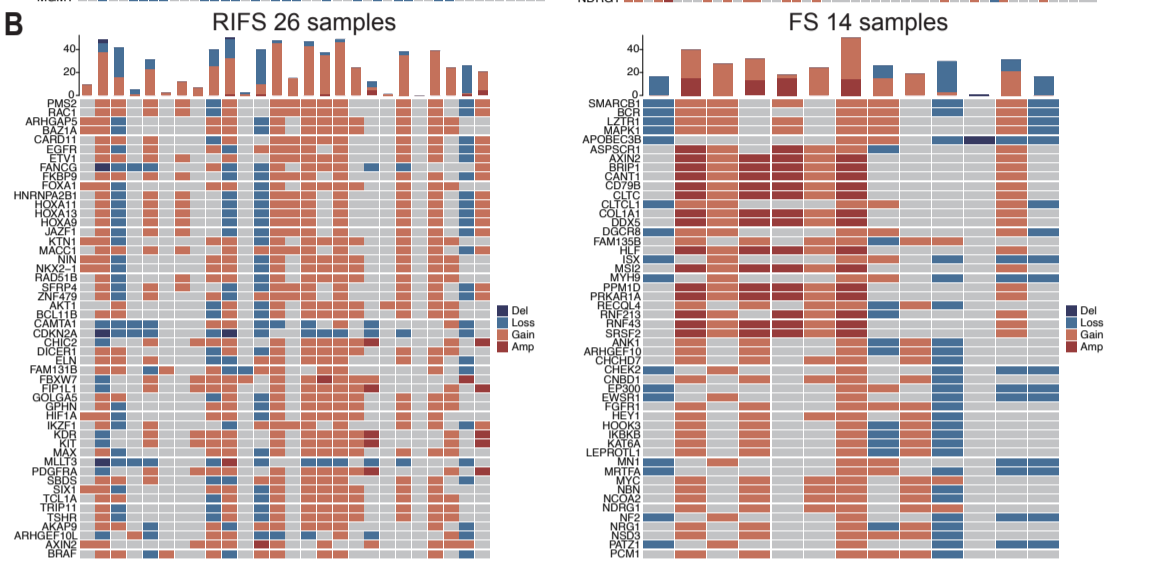 B
RIFS 26 samples
40
20
0
PMS2
RAC1
ARHGAP5
BAZ1A
CARD11
EGFR
ETV1
FANCG
FKBP9
FOXA1
HNRNPA2B1
HOXA11
HOXA13
HOXA9
JAZF1
KTN1
MACC1
NIN
NKX2−1
RAD51B
SFRP4
ZNF479
AKT1
BCL11B
CAMTA1
CDKN2A
CHIC2
DICER1
ELN
FAM131B
FBXW7
FIP1L1
GOLGA5
GPHN
HIF1A
IKZF1
KDR
KIT
MAX
MLLT3
PDGFRA
SBDS
SIX1
TCL1A
TRIP11
TSHR
AKAP9
ARHGEF10L
AXIN2
BRAF
Del
Loss
Gain
Amp
FS 14 samples
40
20
0
SMARCB1
BCR
LZTR1
MAPK1
APOBEC3B
ASPSCR1
AXIN2
BRIP1
CANT1
CD79B
CLTC
CLTCL1
COL1A1
DDX5
DGCR8
FAM135B
HLF
ISX
MSI2
MYH9
PPM1D
PRKAR1A
RECQL4
RNF213
RNF43
SRSF2
ANK1
ARHGEF10
CHCHD7
CHEK2
CNBD1
EP300
EWSR1
FGFR1
HEY1
HOOK3
IKBKB
KAT6A
LEPROTL1
MN1
MRTFA
MYC
NBN
NCOA2
NDRG1
NF2
NRG1
NSD3
PATZ1
PCM1
Del
Loss
Gain
Amp